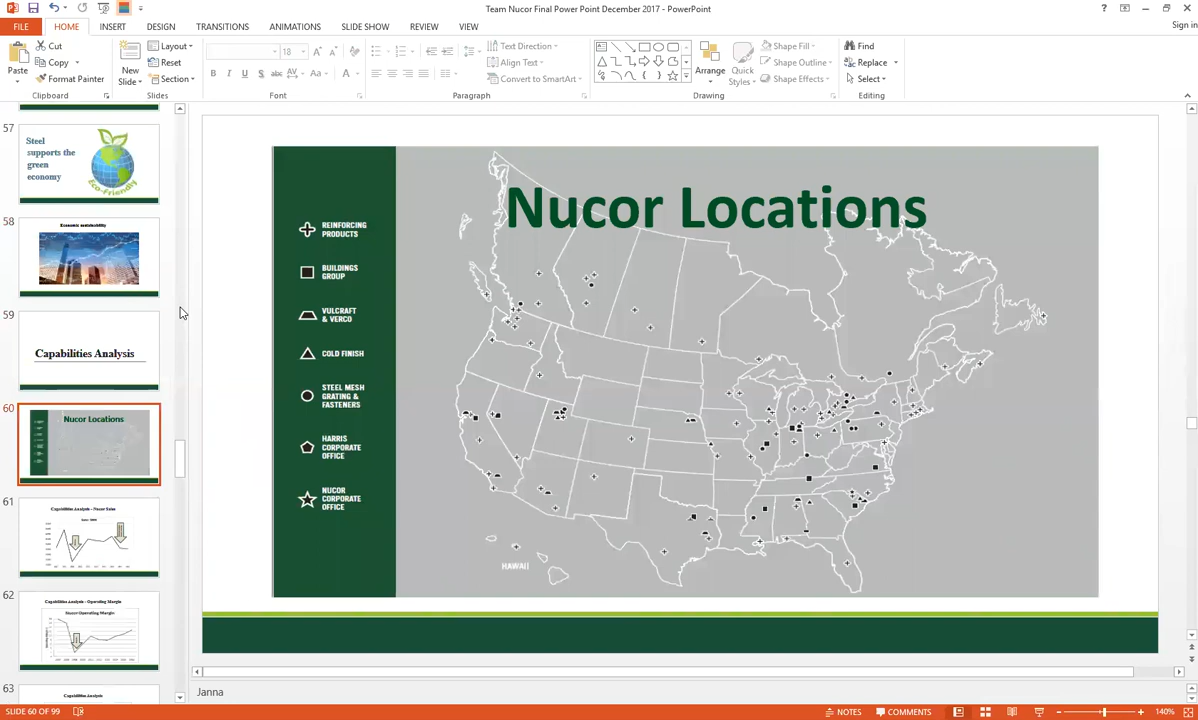 Team Nucor Final Power Point December 2017 - PowerPoint
Sign in
FILE HOME INSERT DESIGN TRANSITIONS ANIMATIONS SLIDE SHOW REVIEW VIEW
Paste
Cut
Copy
Format Painter
Clipboard
New
Slide
Layout
Reset
Section
Slides
18
Font
Text Direction
Align Text
Convert to SmartArt
Paragraph
Arrange
Quick
Styles
Shape Fill
Shape Outline
Shape Effects
Drawing
Find
Replace
Select
Editing
57
Steel
supports the
green
economy
Eco-Friendly
58
Economic sustainability
59
Capabilities Analysis
60
Nucor Locations
61
Capabilities Analysis - Nucor Sales
62
Capabilities Analysis - Operating Margin
Nucor Operating Margin
63
Capabilities Analysis
Nucor Locations
REINFORCING
PRODUCTS
BUILDINGS
GROUP
VULCRAFT
& VERCO
COLD FINISH
STEEL MESH
GRATING &
FASTENERS
HARRIS
CORPORATE
OFFICE
NUCOR
CORPORATE
OFFICE
HAWAII
Janna
SLIDE 60 OF 99
NOTES
COMMENTS
140%